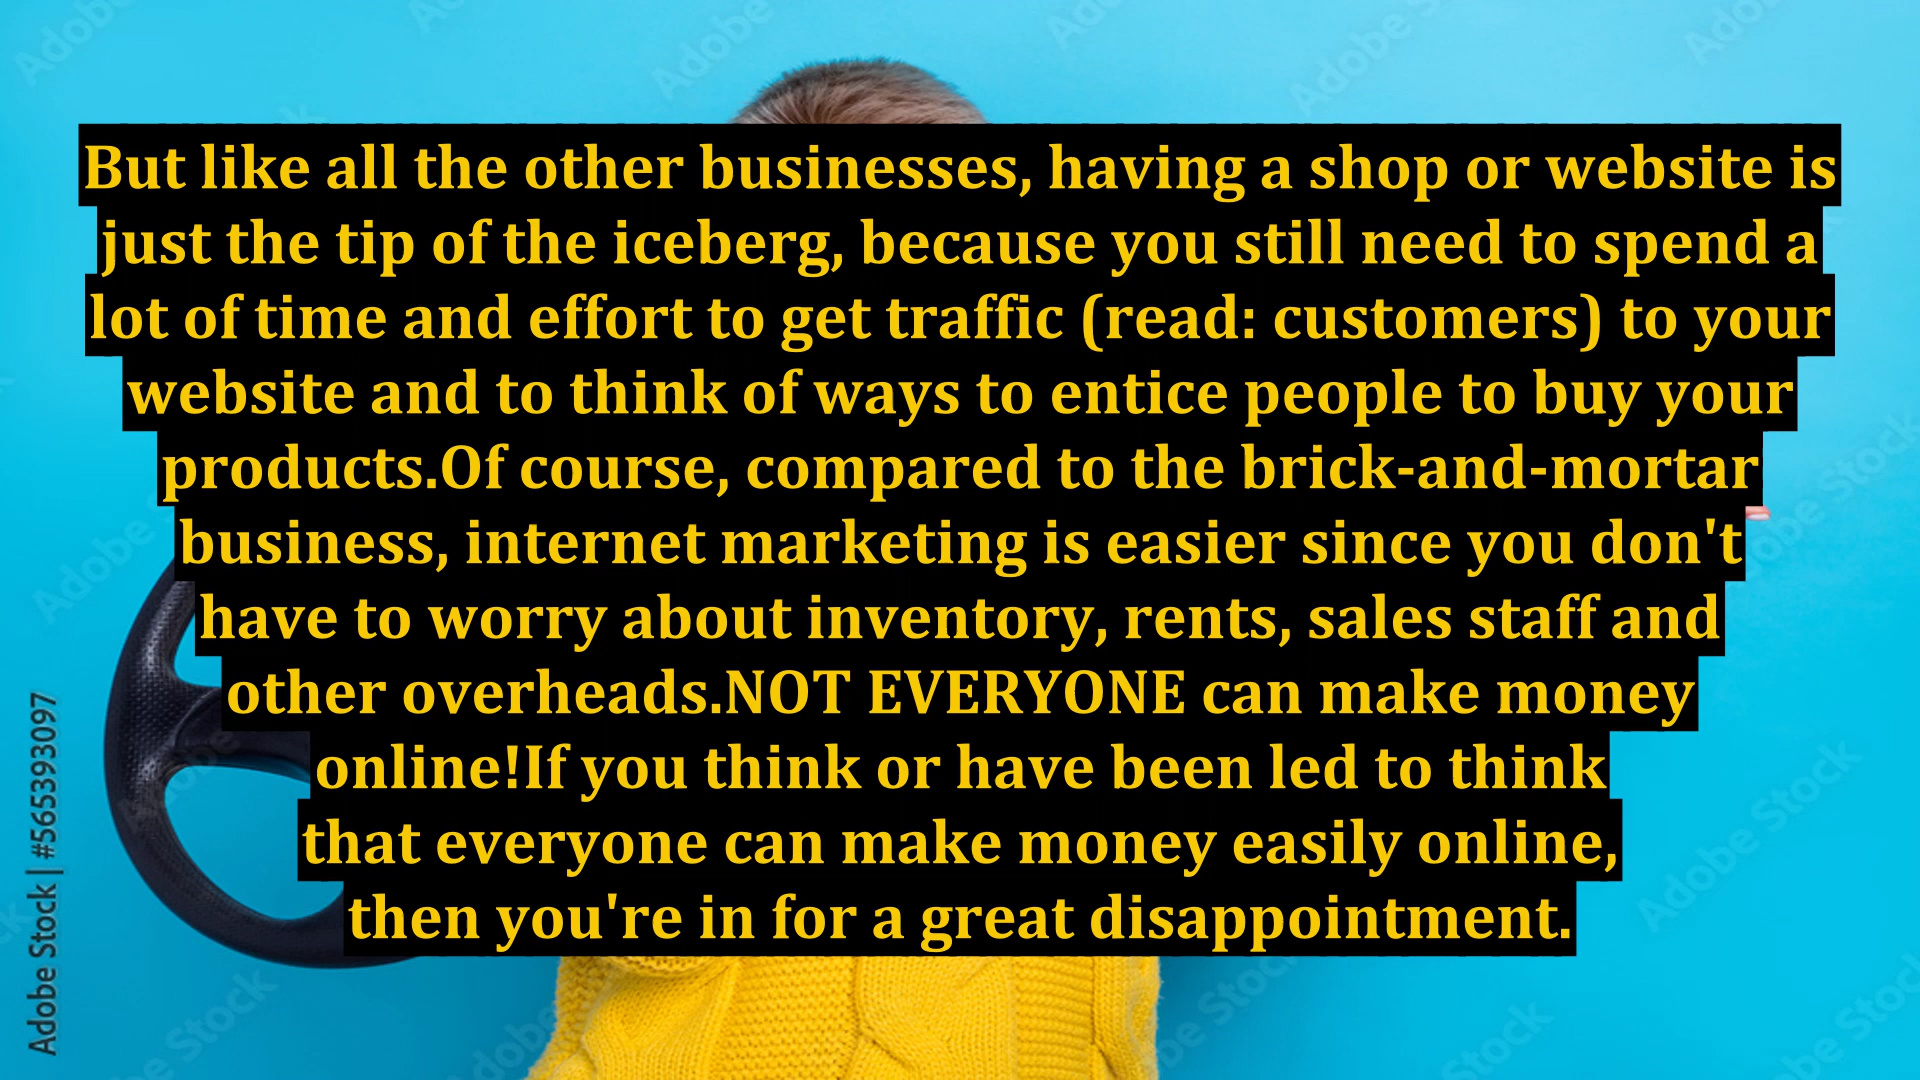 But like all the other businesses, having a shop or website is
just the tip of the iceberg, because you still need to spend a
lot of time and effort to get traffic (read: customers) to your
website and to think of ways to entice people to buy your
products.Of course, compared to the brick-and-mortar
business, internet marketing is easier since you don't
have to worry about inventory, rents, sales staff and
other overheads.NOT EVERYONE can make money
online!If you think or have been led to think
that everyone can make money easily online,
then you're in for a great disappointment.
Adobe Stock | #565393097